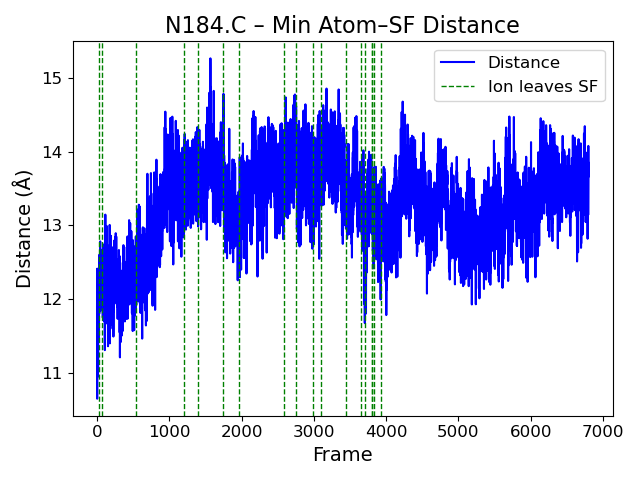 N184.C – Min Atom–SF Distance
Distance (Å)
15
14
13
12
11
Distance
Ion leaves SF
0 1000 2000 3000 4000 5000 6000 7000
Frame